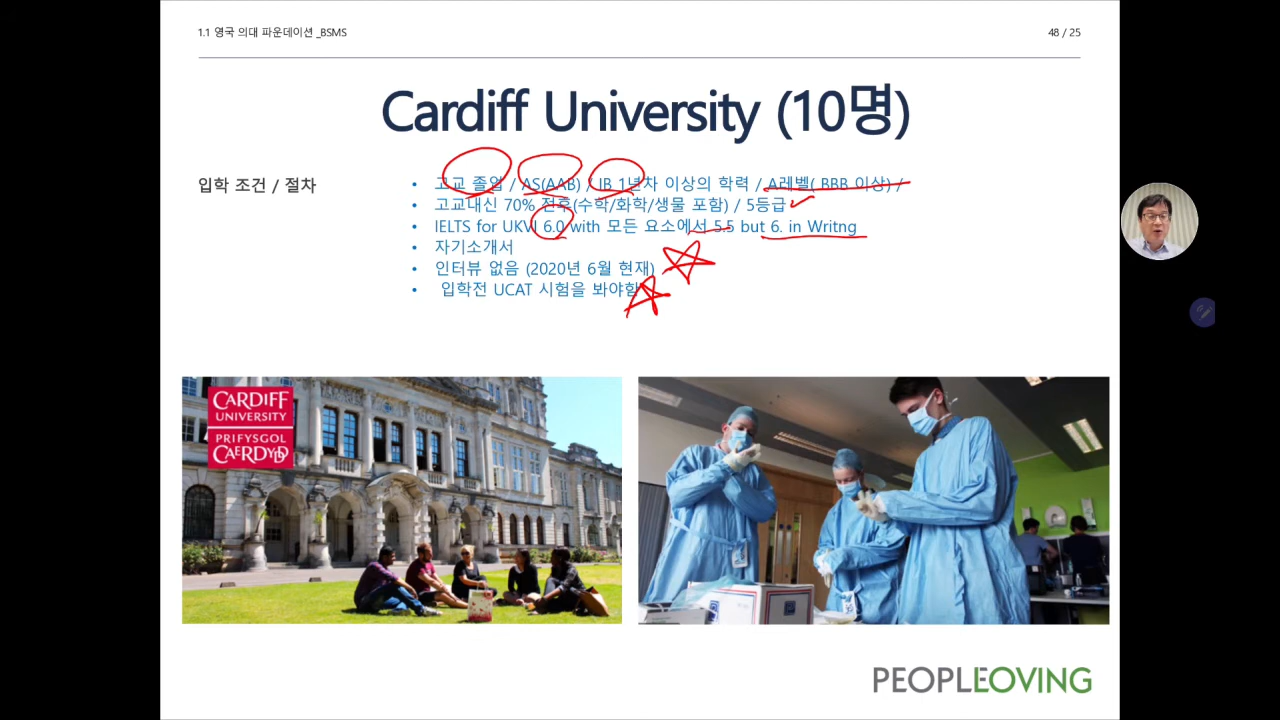 1.1 영국 의대 파운데이션 _BSMS
48 / 25
Cardiff University (10명)
입학 조건 / 절차
• 고교 졸업 / AS(AAB) / IB 1년차 이상의 학력 / A레벨( BBB 이상) /
• 고교내신 70% 전후(수학/화학/생물 포함) / 5등급
• IELTS for UKVI 6.0 with 모든 요소에서 5.5 but 6. in Writng
• 자기소개서
• 인터뷰 없음 (2020년 6월 현재)
• 입학전 UCAT 시험을 봐야함
CARDIFF
UNIVERSITY
PRIFYSGOL
CAERDYDD
PEOPLELOVING